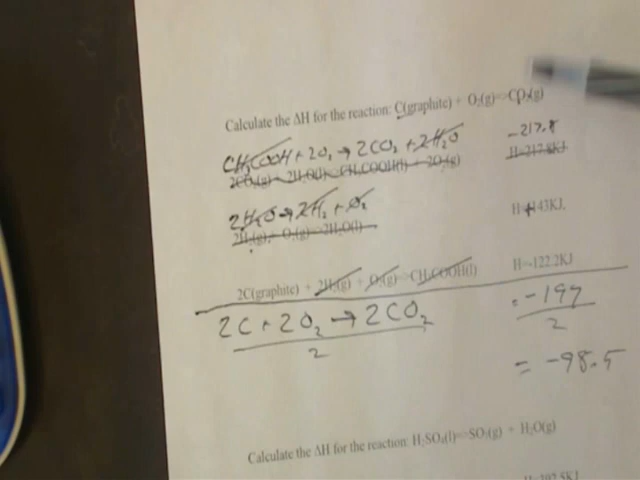 Calculate the ΔH for the reaction: C(graphite) + O₂(g)→CO₂(g)
CH₃COOH + 2O₂ → 2CO₂ + 2H₂O -217.8
2CO₂(g) + 2H₂O(l)→CH₃COOH(l) + 2O₂(g) H=217.8KJ
2H₂O → 2H₂ + O₂
H=+143KJ.
2H₂(g) + O₂(g)→2H₂O(l)
2C(graphite) + 2H₂(g) + O₂(g)→CH₃COOH(l) H=-122.2KJ
2C + 2O₂ → 2CO₂ = -197
2 2
= -98.5
Calculate the ΔH for the reaction: H₂SO₄(l)→SO₃(g) + H₂O(g)